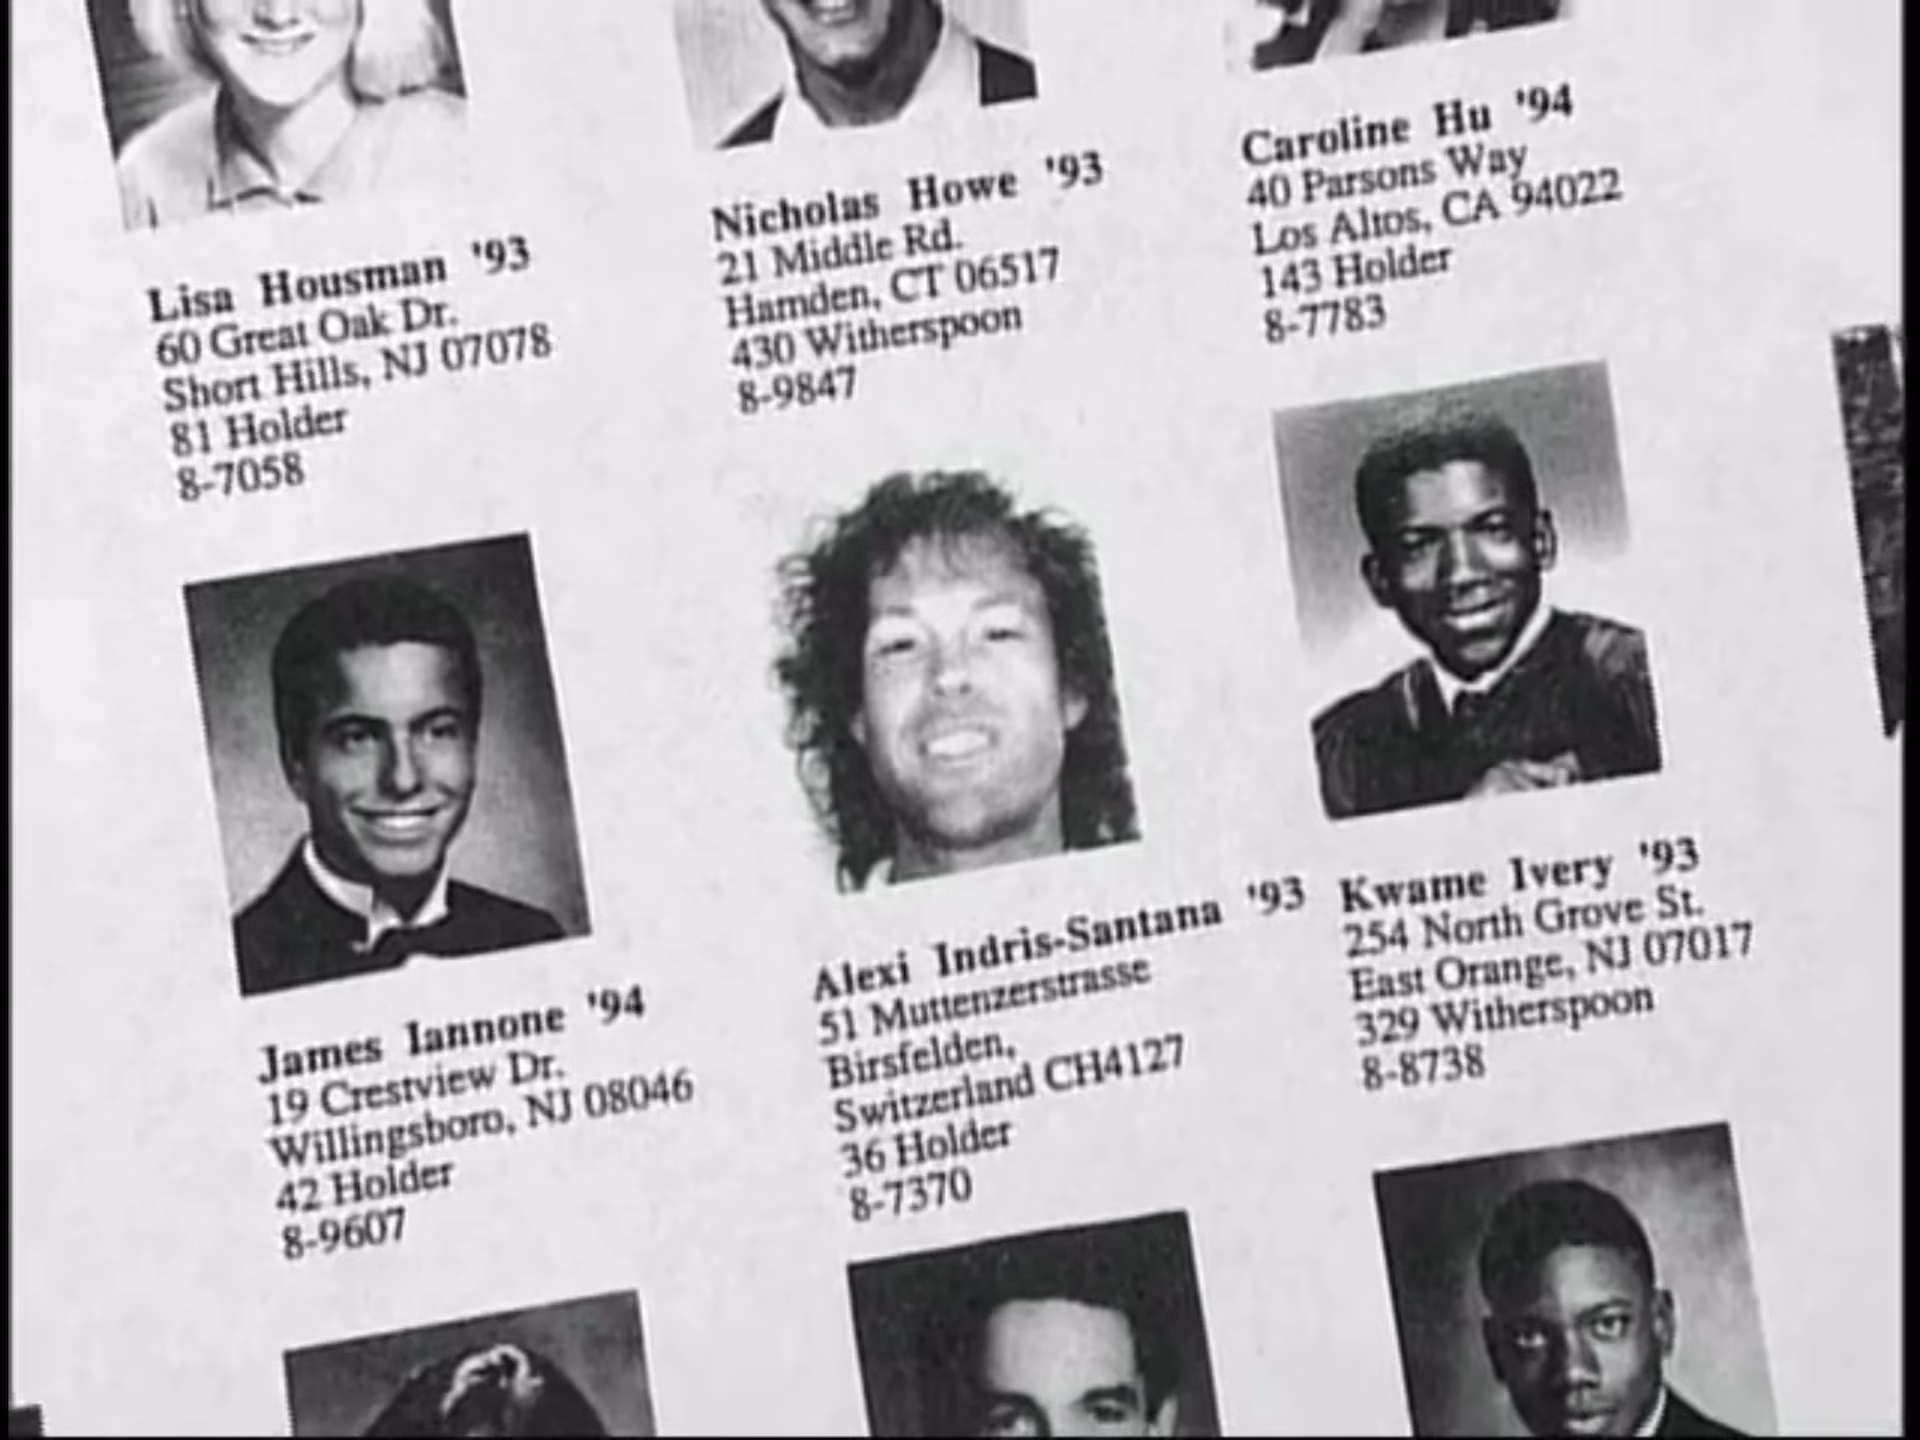 Lisa Housman '93
60 Great Oak Dr.
Short Hills, NJ 07078
81 Holder
8-7058
Nicholas Howe '93
21 Middle Rd.
Hamden, CT 06517
430 Witherspoon
8-9847
Caroline Hu '94
40 Parsons Way
Los Altos, CA 94022
143 Holder
8-7783
James Iannone '94
19 Crestview Dr.
Willingsboro, NJ 08046
42 Holder
8-9607
Alexi Indris-Santana '93
51 Muttenzerstrasse
Birsfelden,
Switzerland CH4127
36 Holder
8-7370
Kwame Ivery '93
254 North Grove St.
East Orange, NJ 07017
329 Witherspoon
8-8738